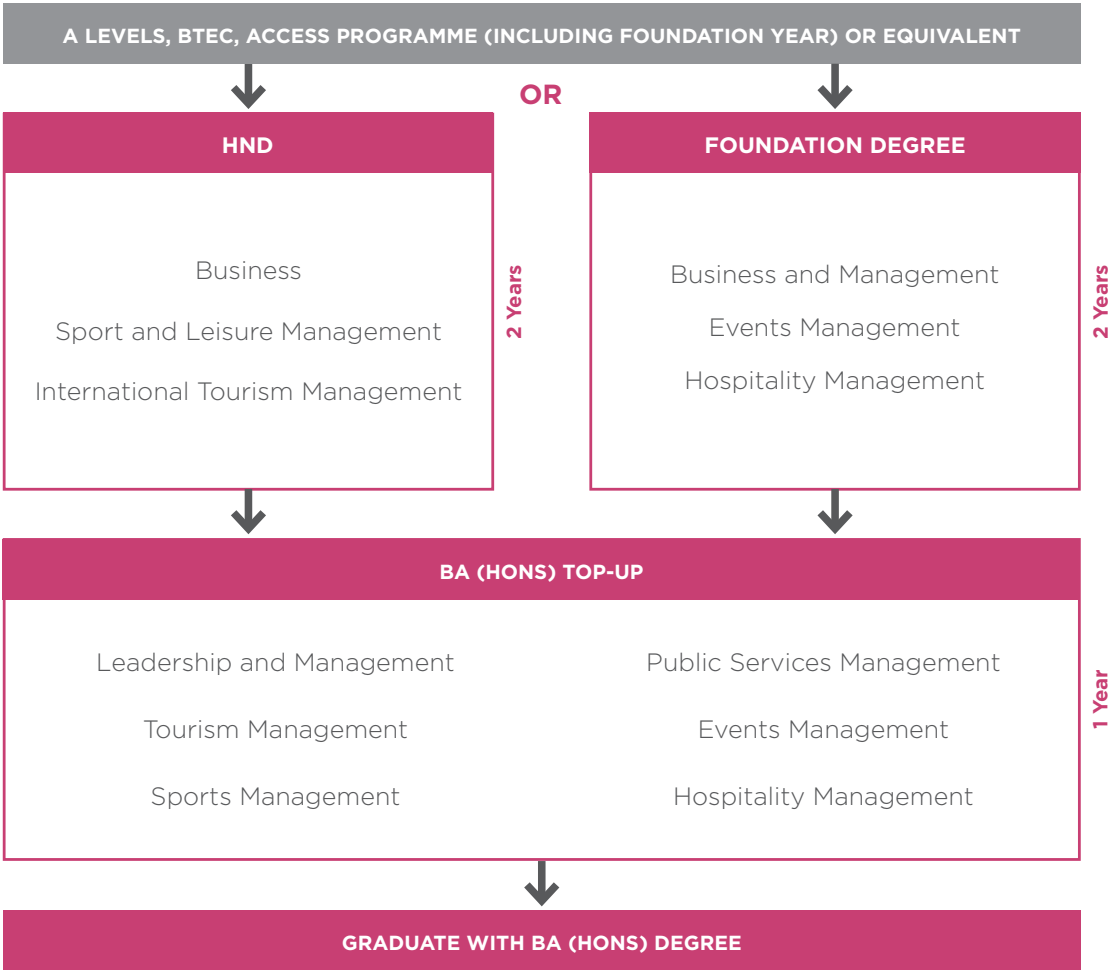 A LEVELS, BTEC, ACCESS PROGRAMME (INCLUDING FOUNDATION YEAR) OR EQUIVALENT
OR
HND
Business
Sport and Leisure Management
International Tourism Management
2 Years
FOUNDATION DEGREE
Business and Management
Events Management
Hospitality Management
2 Years
BA (HONS) TOP-UP
Leadership and Management
Tourism Management
Sports Management
Public Services Management
Events Management
Hospitality Management
1 Year
GRADUATE WITH BA (HONS) DEGREE